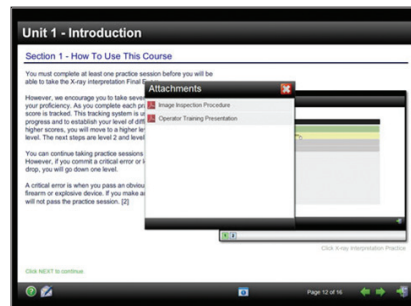 Unit 1 - Introduction
Section 1 - How To Use This Course
You must complete at least one practice session before you will be
able to take the X-ray interpretation Final
However, we encourage you to take
your proficiency. As you complete each
score is tracked. This tracking system is
progress and to establish your level of
higher scores, you will move to a higher
level. The next steps are level 2 and level
You can continue taking practice sessions
However, if you commit a critical error or
drop, you will go down one level.
A critical error is when you pass an
firearm or explosive device. If you make
will not pass the practice session. [2]
Attachments
Image Inspection Procedure
Operator Training Presentation
Click X-ray Interpretation Practice
Click NEXT to continue
Page 12 of 16